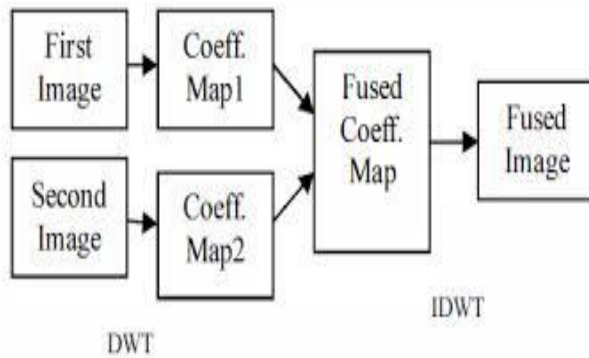 First
Image
Coeff.
Map1
Second
Image
Coeff.
Map2
Fused
Coeff.
Map
Fused
Image
DWT
IDWT